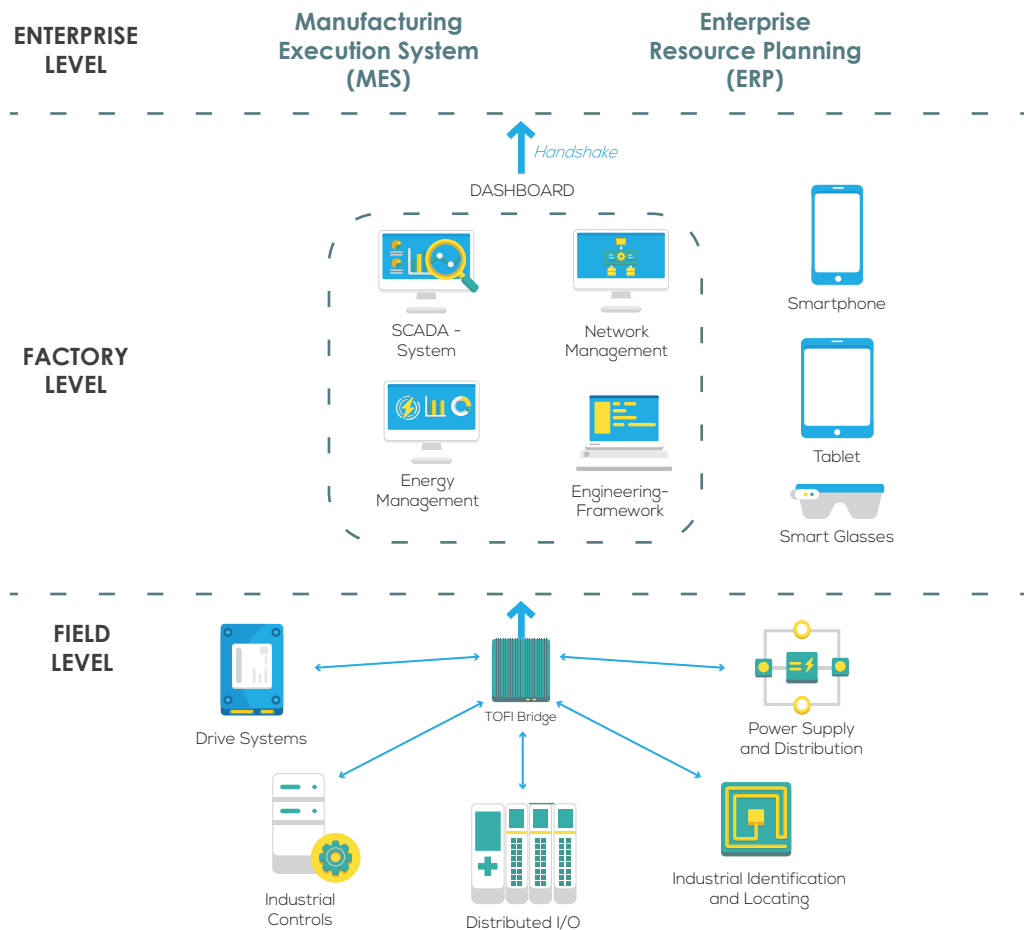 ENTERPRISE
LEVEL
Manufacturing
Execution System
(MES)
Enterprise
Resource Planning
(ERP)
Handshake
DASHBOARD
SCADA -
System
Network
Management
Smartphone
FACTORY
LEVEL
Energy
Management
Engineering-
Framework
Tablet
Smart Glasses
FIELD
LEVEL
TOFI Bridge
Drive Systems
Power Supply
and Distribution
Industrial
Controls
Distributed I/O
Industrial Identification
and Locating